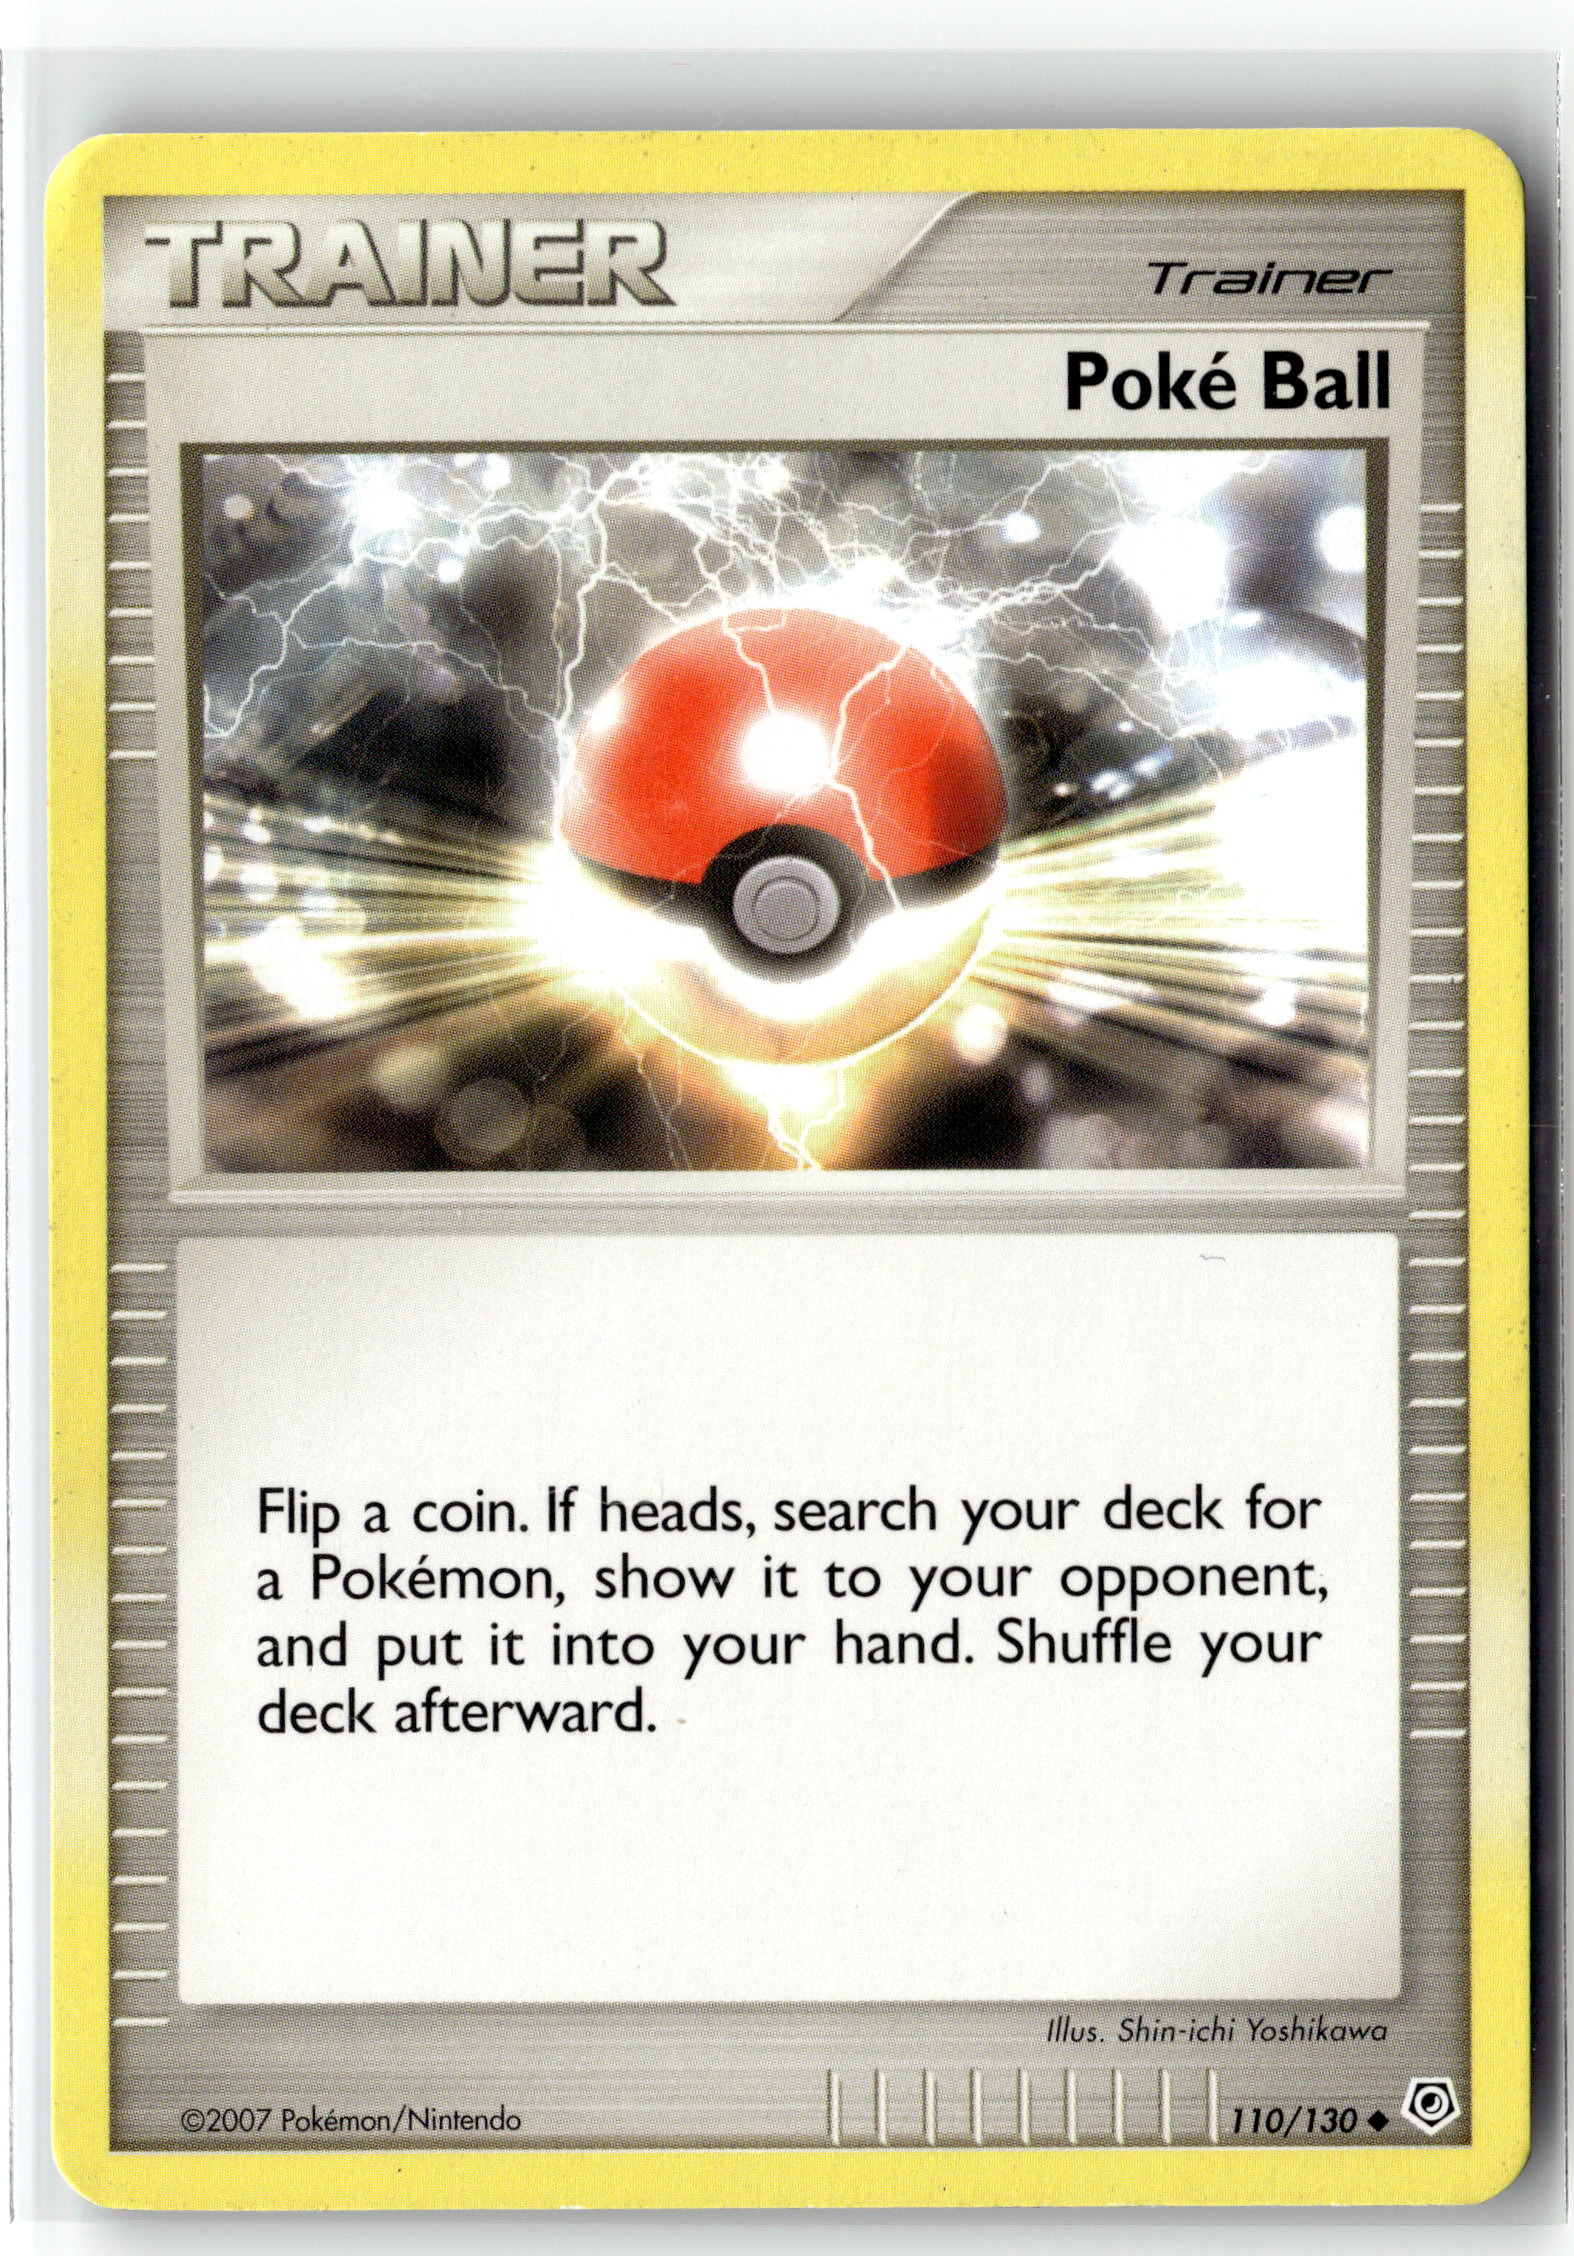 TRAINER
Trainer
Poké Ball
Flip a coin. If heads, search your deck for
a Pokémon, show it to your opponent,
and put it into your hand. Shuffle your
deck afterward.
Illus. Shin-ichi Yoshikawa
©2007 Pokémon/Nintendo
110/130